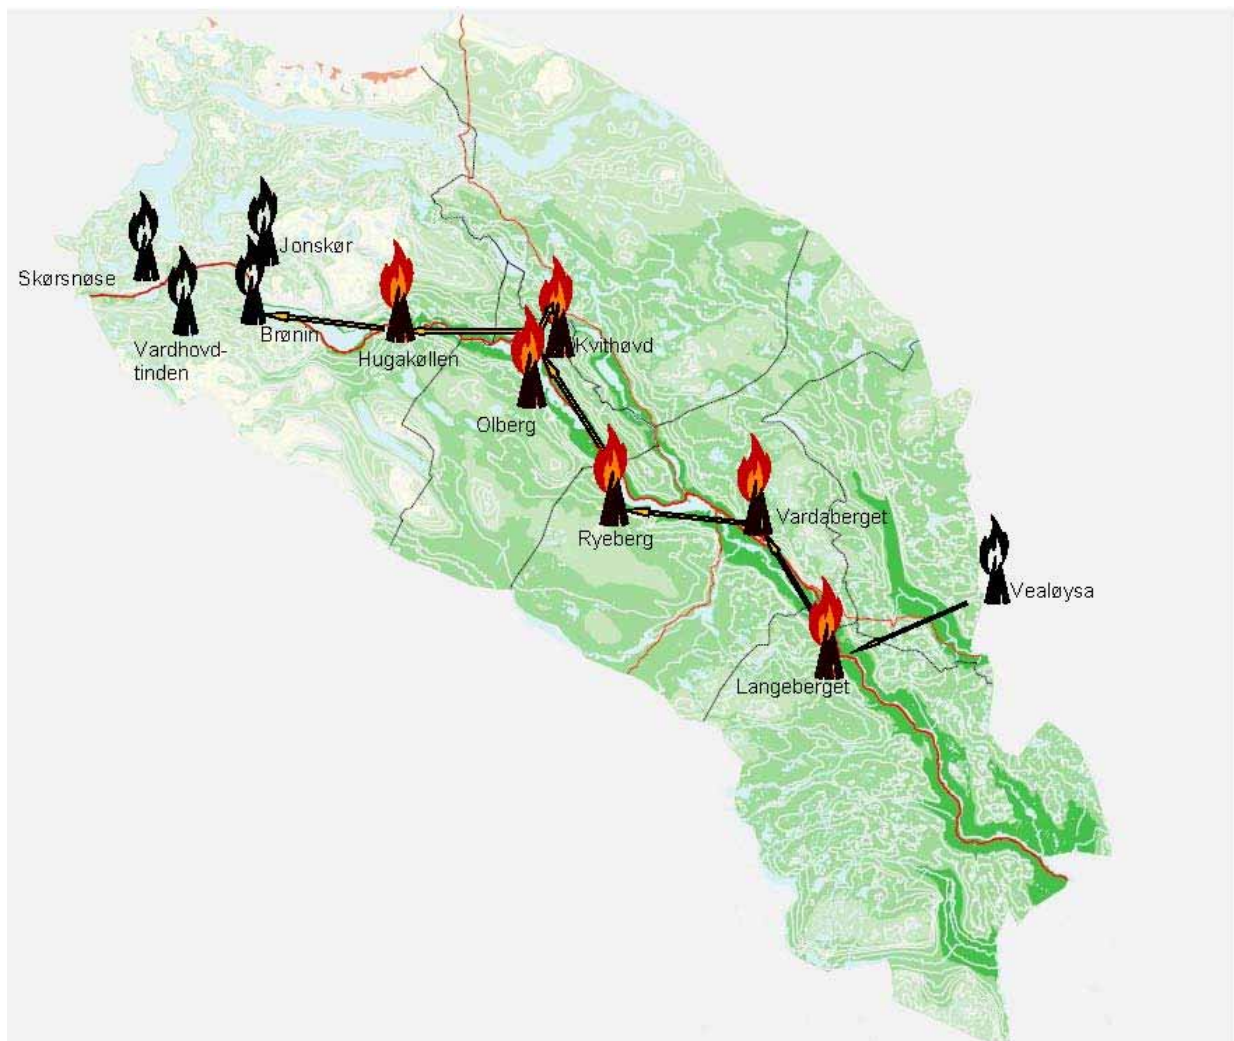 Jonskør
Skørsnøse
Brønin
Vardhovd-
tinden
Hugakøllen
Kvithøvd
Olberg
Vardaberget
Ryeberg
Vealøysa
Langeberget